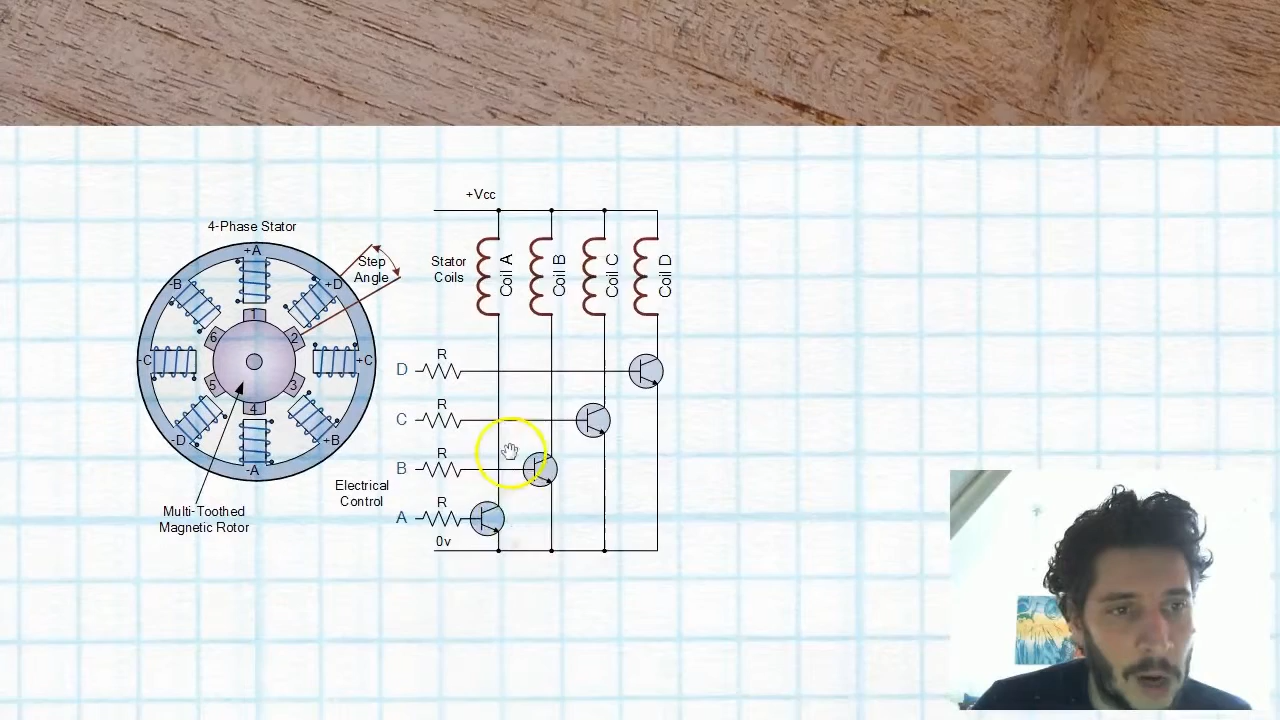 4-Phase Stator
+A
-B
+D
Step
Angle
-C
+C
1
2
3
4
5
6
-D
+B
-A
Multi-Toothed
Magnetic Rotor
+Vcc
Stator
Coils
Coil A
Coil B
Coil C
Coil D
D
R
C
R
B
R
A
R
Electrical
Control
0v